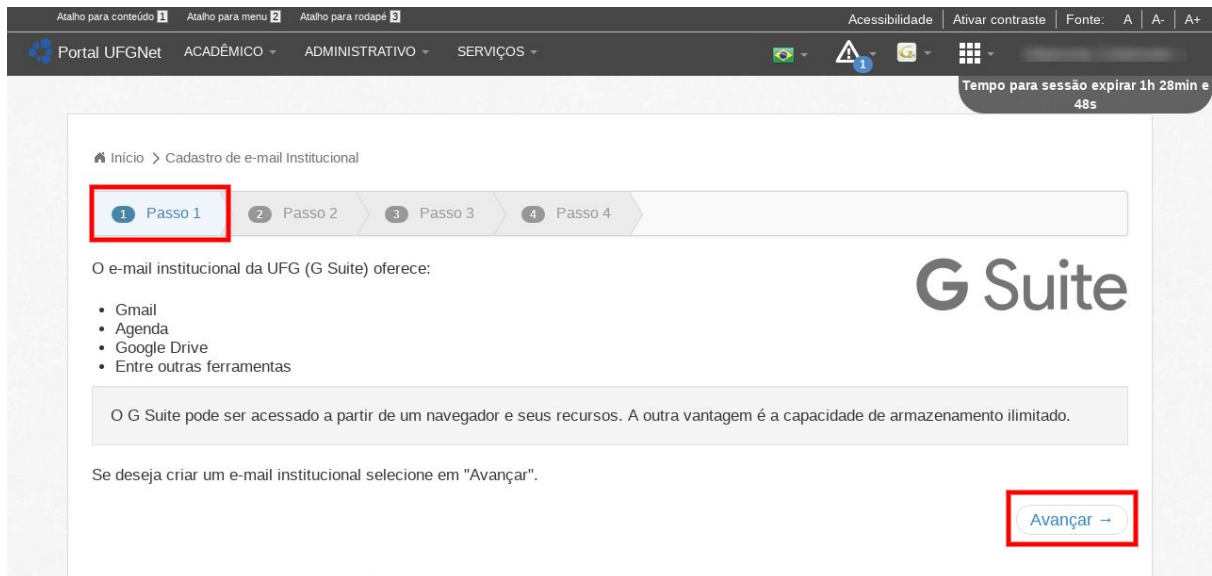 Atalho para conteúdo 1 Atalho para menu 2 Atalho para rodapé 3 Acessibilidade Ativar contraste Fonte: A A- A+
Portal UFGNet ACADÊMICO ADMINISTRATIVO SERVIÇOS 1 G
Tempo para sessão expirar 1h 28min e
48s
Início > Cadastro de e-mail Institucional
1 Passo 1 2 Passo 2 3 Passo 3 4 Passo 4
O e-mail institucional da UFG (G Suite) oferece:
G Suite
• Gmail
• Agenda
• Google Drive
• Entre outras ferramentas
O G Suite pode ser acessado a partir de um navegador e seus recursos. A outra vantagem é a capacidade de armazenamento ilimitado.
Se deseja criar um e-mail institucional selecione em "Avançar".
Avançar →